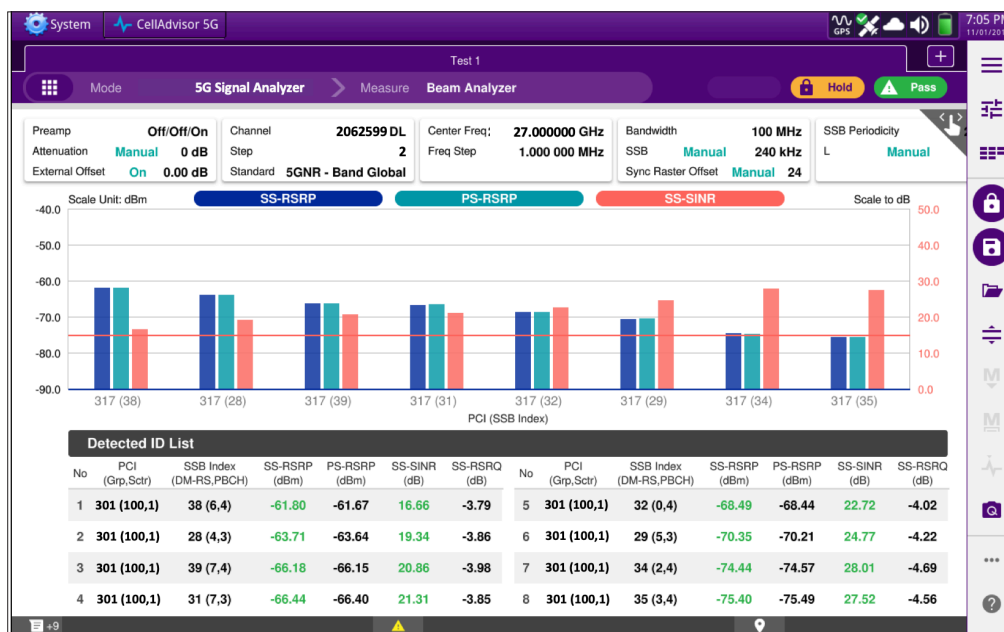 System CellAdvisor 5G GPS 7:05 PM
11/01/201
Test 1 +
Mode 5G Signal Analyzer Measure Beam Analyzer Hold Pass
Preamp Off/Off/On Channel 2062599 DL Center Freq: 27.000000 GHz Bandwidth 100 MHz SSB Periodicity
Attenuation Manual 0 dB Step 2 Freq Step 1.000 000 MHz SSB Manual 240 kHz L Manual
External Offset On 0.00 dB Standard 5GNR - Band Global Sync Raster Offset Manual 24
Scale Unit: dBm SS-RSRP PS-RSRP SS-SINR Scale to dB
-40.0 50.0
-50.0 40.0
-60.0 30.0
-70.0 20.0
-80.0 10.0
-90.0 0.0
317 (38) 317 (28) 317 (39) 317 (31) 317 (32) 317 (29) 317 (34) 317 (35)
PCI (SSB Index)
Detected ID List
No PCI SSB Index SS-RSRP PS-RSRP SS-SINR SS-RSRQ No PCI SSB Index SS-RSRP PS-RSRP SS-SINR SS-RSRQ
(Grp,Sctr) (DM-RS,PBCH) (dBm) (dBm) (dB) (dB) (Grp,Sctr) (DM-RS,PBCH) (dBm) (dBm) (dB) (dB)
1 301 (100,1) 38 (6,4) -61.80 -61.67 16.66 -3.79 5 301 (100,1) 32 (0,4) -68.49 -68.44 22.72 -4.02
2 301 (100,1) 28 (4,3) -63.71 -63.64 19.34 -3.86 6 301 (100,1) 29 (5,3) -70.35 -70.21 24.77 -4.22
3 301 (100,1) 39 (7,4) -66.18 -66.15 20.86 -3.98 7 301 (100,1) 34 (2,4) -74.44 -74.57 28.01 -4.69
4 301 (100,1) 31 (7,3) -66.44 -66.40 21.31 -3.85 8 301 (100,1) 35 (3,4) -75.40 -75.49 27.52 -4.56
+9